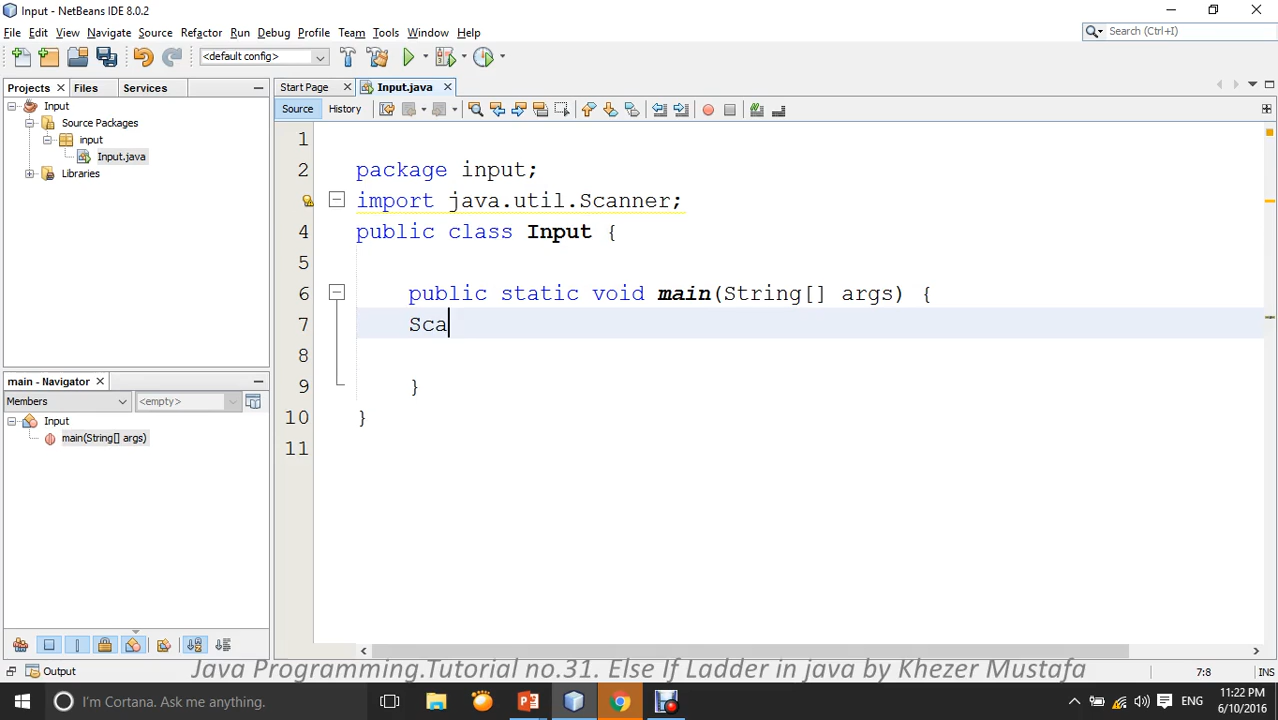 Input - NetBeans IDE 8.0.2
File Edit View Navigate Source Refactor Run Debug Profile Team Tools Window Help
Search (Ctrl+I)
<default config>
Projects Files Services
Start Page Input.java
Input
Source Packages
input
Input.java
Libraries
Source History
1
2 package input;
import java.util.Scanner;
4 public class Input {
5
6 public static void main(String[] args) {
7 Sca
8
9 }
10 }
11
main - Navigator
Members <empty>
Input
main(String[] args)
Output
7:8 INS
Java Programming.Tutorial no.31. Else If Ladder in java by Khezer Mustafa
I'm Cortana. Ask me anything.
ENG
11:22 PM
6/10/2016